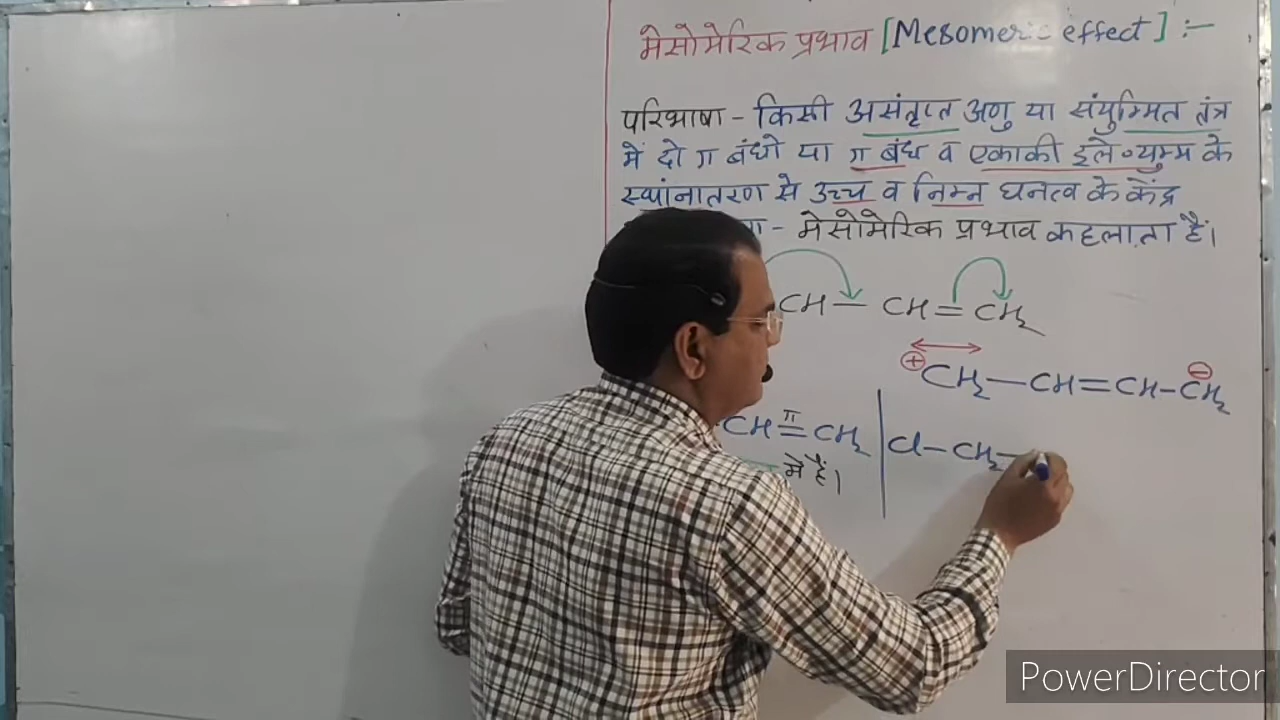 मेसोमेरिक प्रभाव [Mesomeric effect] :-
परिभाषा - किसी असंतृप्त अणु या संयुग्मित तंत्र
में दो π बंधो या π बंध व एकाकी इले० युग्म के
स्थांनातरण से उच्च व निम्न घनत्व के केंद्र
- मेसोमेरिक प्रभाव कहलाता हैं।
CH — CH = CH₂
⊕ CH₂ — CH = CH - CH₂ ⊖
CH π = CH₂ | Cl - CH₂ -
में हैं।
PowerDirector